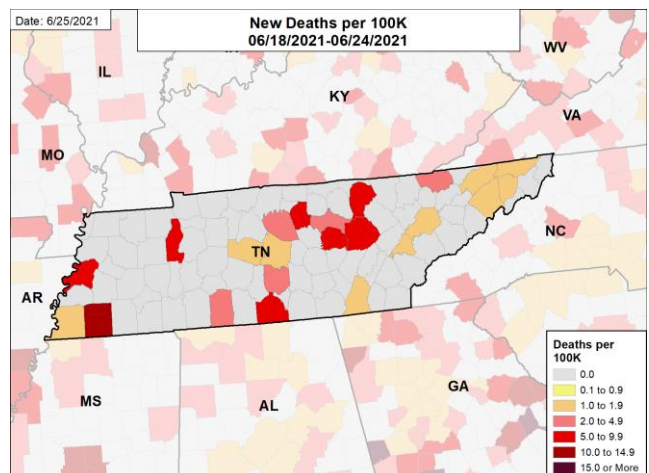 Date: 6/25/2021
New Deaths per 100K
06/18/2021-06/24/2021
WV
IL
KY
VA
MO
NC
TN
AR
MS
AL
GA
Deaths per
100K
0.0
0.1 to 0.9
1.0 to 1.9
2.0 to 4.9
5.0 to 9.9
10.0 to 14.9
15.0 or More